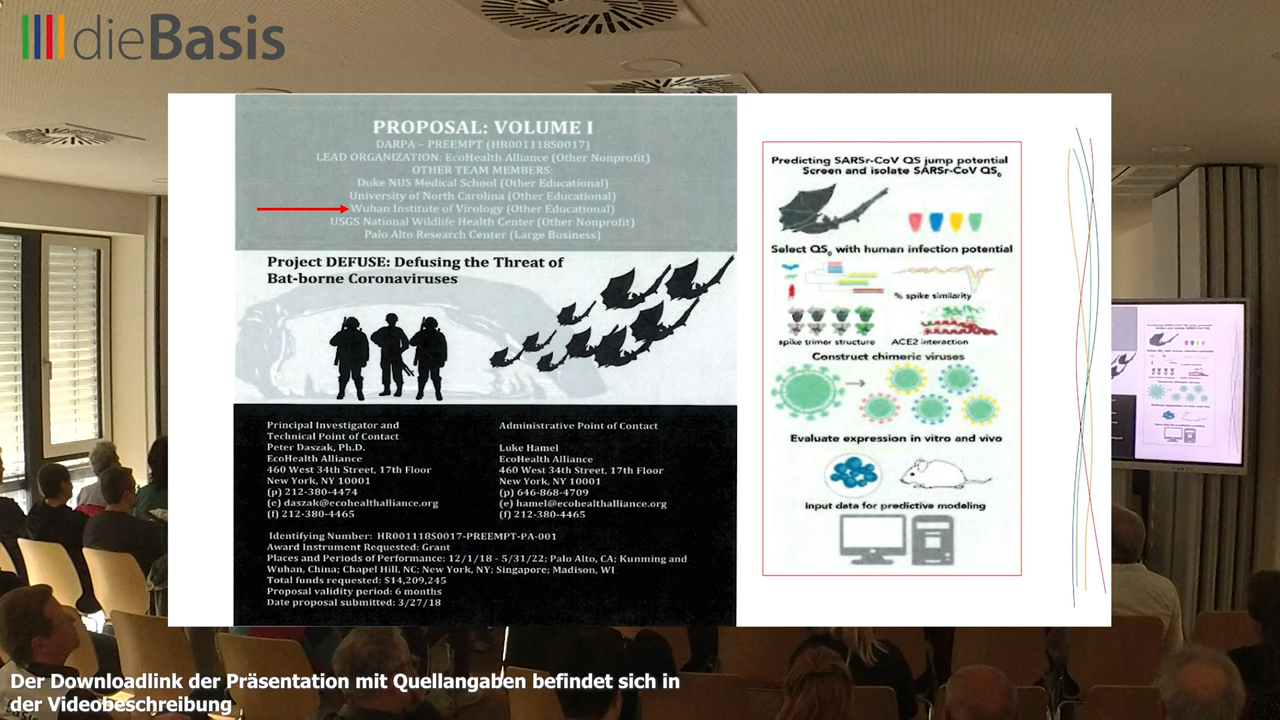 dieBasis
PROPOSAL: VOLUME I
DARPA – PREEMPT (HR001118S0017)
LEAD ORGANIZATION: EcoHealth Alliance (Other Nonprofit)
OTHER TEAM MEMBERS:
Duke NUS Medical School (Other Educational)
University of North Carolina (Other Educational)
Wuhan Institute of Virology (Other Educational)
USGS National Wildlife Health Center (Other Nonprofit)
Palo Alto Research Center (Large Business)
Project DEFUSE: Defusing the Threat of
Bat-borne Coronaviruses
Principal Investigator and
Technical Point of Contact
Peter Daszak, Ph.D.
EcoHealth Alliance
460 West 34th Street, 17th Floor
New York, NY 10001
(p) 212-380-4474
(e) daszak@ecohealthalliance.org
(f) 212-380-4465
Administrative Point of Contact
Luke Hamel
EcoHealth Alliance
460 West 34th Street, 17th Floor
New York, NY 10001
(p) 646-868-4709
(e) hamel@ecohealthalliance.org
(f) 212-380-4465
Identifying Number: HR001118S0017-PREEMPT-PA-001
Award Instrument Requested: Grant
Places and Periods of Performance: 12/1/18 - 5/31/22; Palo Alto, CA; Kunming and
Wuhan, China; Chapel Hill, NC; New York, NY; Singapore; Madison, WI
Total funds requested: $14,209,245
Proposal validity period: 6 months
Date proposal submitted: 3/27/18
Predicting SARSr-CoV QS jump potential
Screen and isolate SARSr-CoV QS₀
Select QS₀ with human infection potential
% spike similarity
spike trimer structure
ACE2 interaction
Construct chimeric viruses
Evaluate expression in vitro and vivo
Input data for predictive modeling
Der Downloadlink der Präsentation mit Quellangaben befindet sich in
der Videobeschreibung